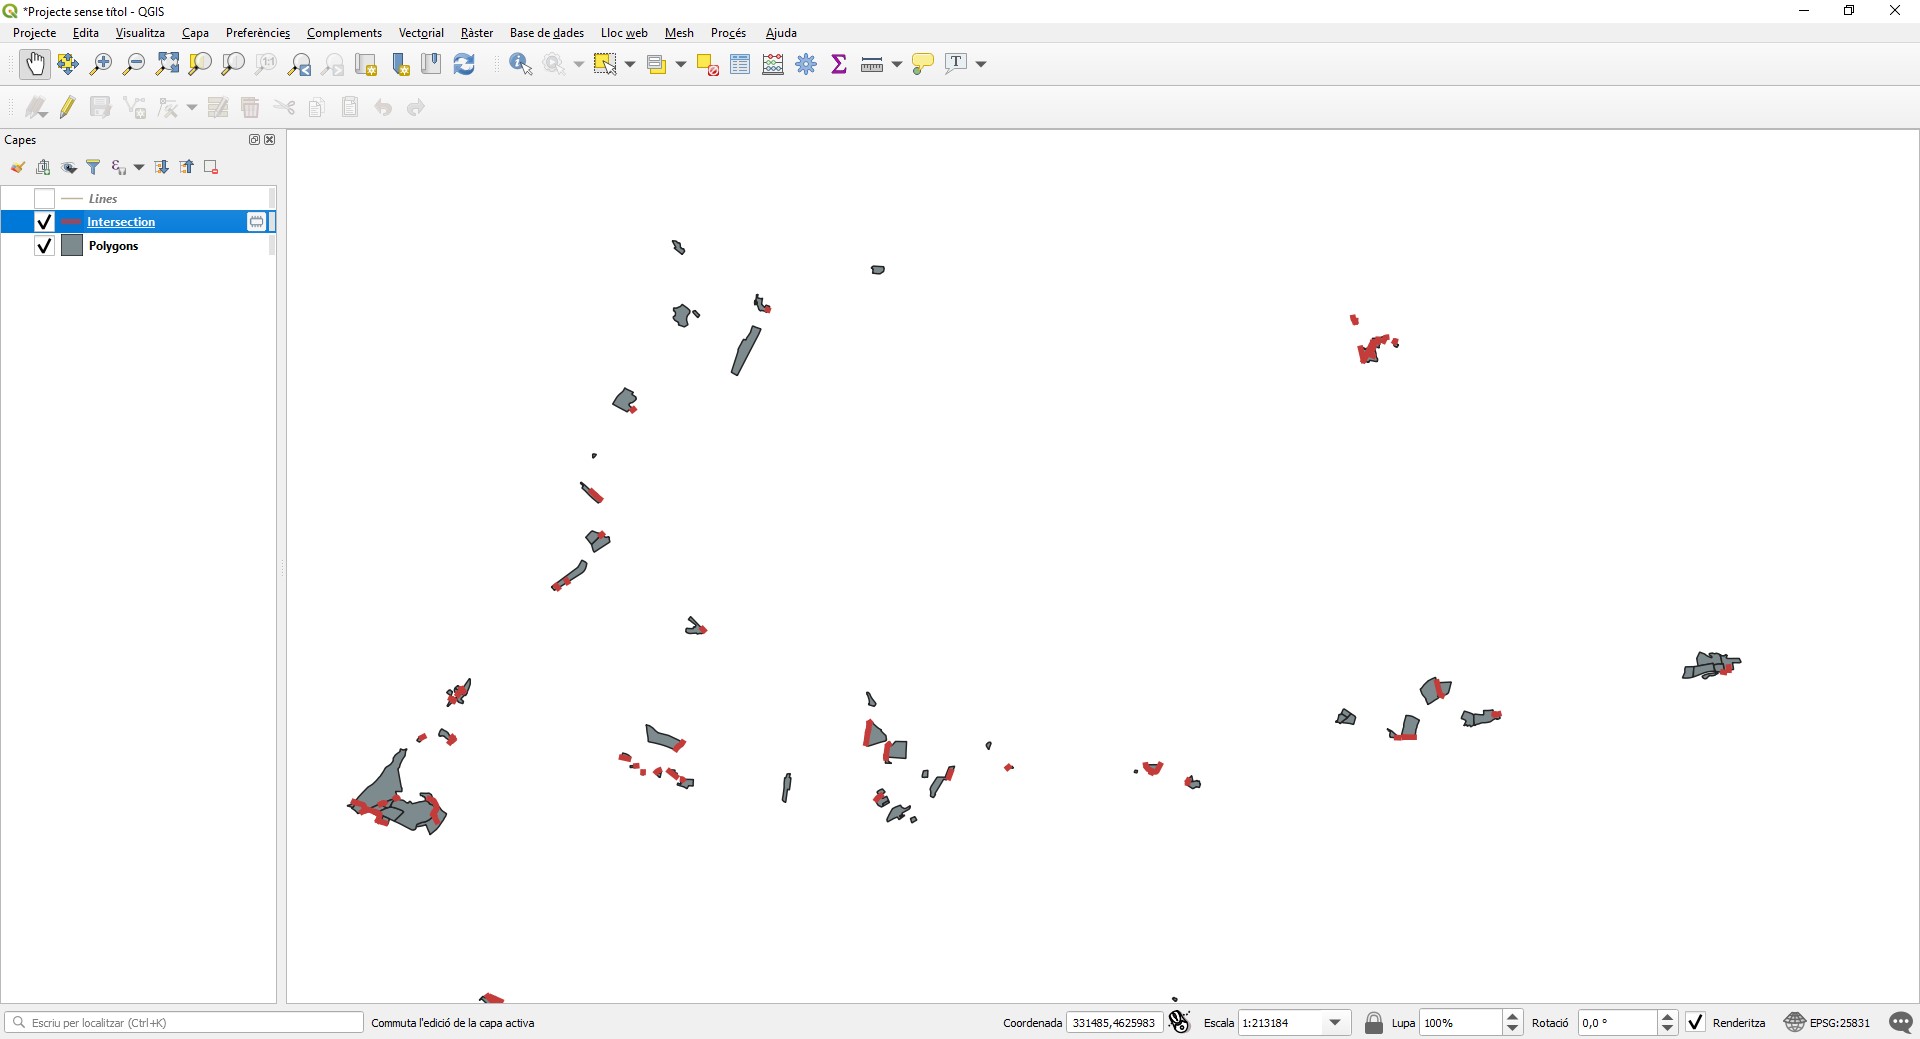 *Projecte sense títol - QGIS
Projecte Edita Visualitza Capa Preferències Complements Vectorial Ràster Base de dades Lloc web Mesh Procés Ajuda
Capes
Lines
Intersection
Polygons
Escriu per localitzar (Ctrl+K) Commuta l'edició de la capa activa Coordenada 331485,4625983 Escala 1:213184 Lupa 100% Rotació 0,0 ° Renderitza EPSG:25831